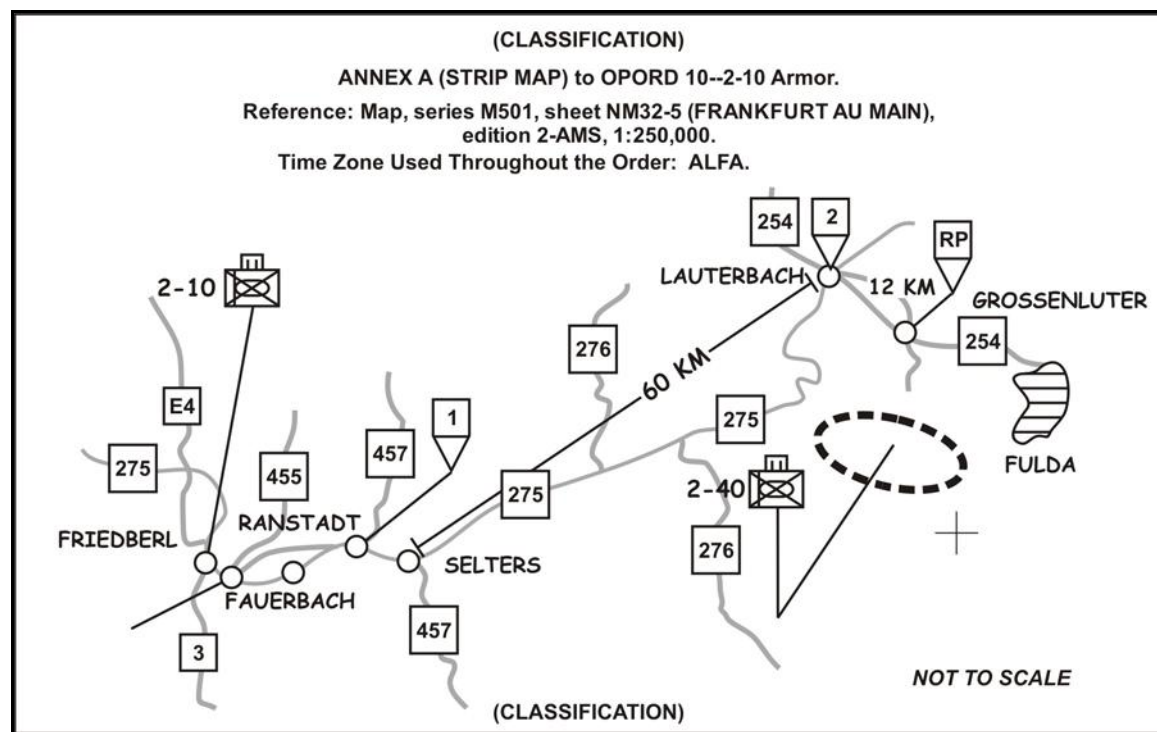 (CLASSIFICATION)
ANNEX A (STRIP MAP) to OPORD 10--2-10 Armor.
Reference: Map, series M501, sheet NM32-5 (FRANKFURT AU MAIN),
edition 2-AMS, 1:250,000.
Time Zone Used Throughout the Order: ALFA.
254
2
RP
LAUTERBACH
12 KM
GROSSENLUTER
2-10
276
254
60 KM
E4
1
275
275
455
457
FULDA
RANSTADT
275
2-40
FRIEDBERL
SELTERS
276
FAUERBACH
457
3
NOT TO SCALE
(CLASSIFICATION)